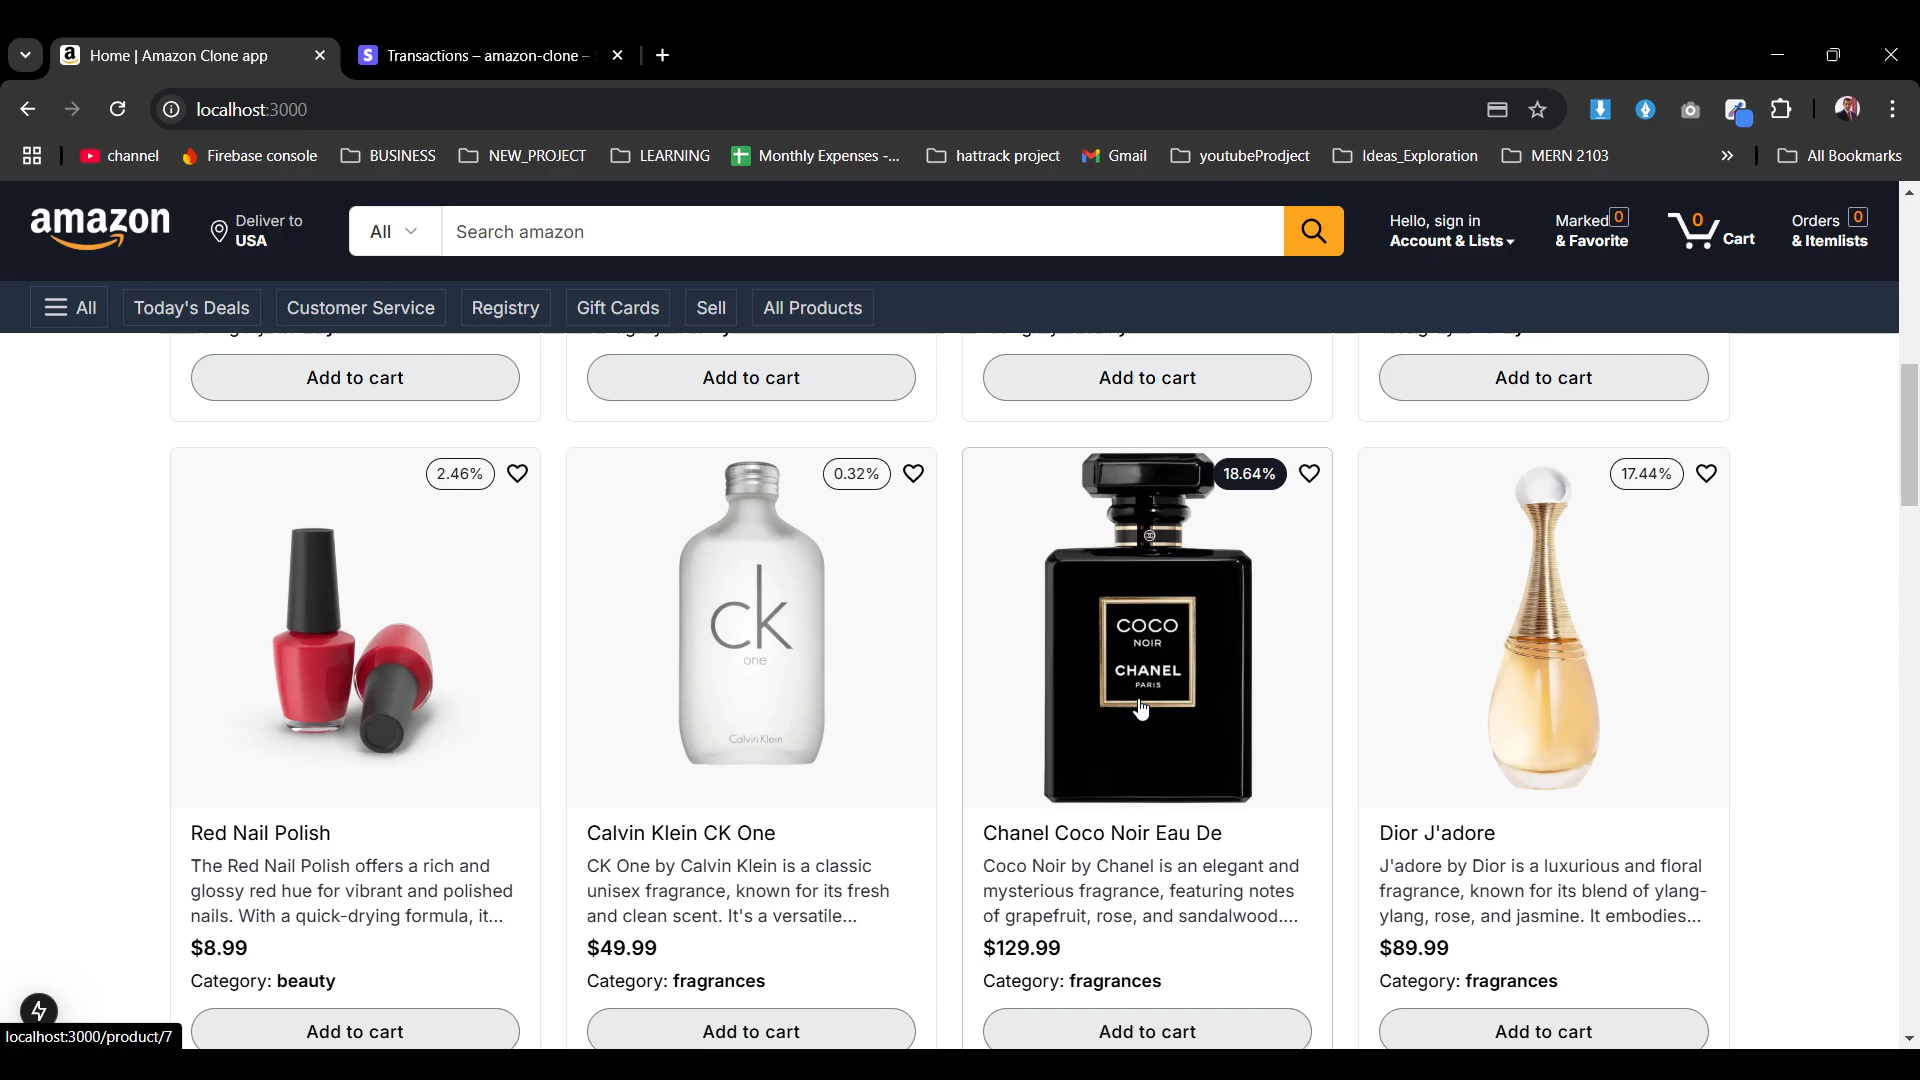 Home | Amazon Clone app
Transactions – amazon-clone –
localhost:3000
channel
Firebase console
BUSINESS
NEW_PROJECT
LEARNING
Monthly Expenses -...
hattrack project
Gmail
youtubeProdject
Ideas_Exploration
MERN 2103
All Bookmarks
amazon
Deliver to
USA
All
Search amazon
Hello, sign in
Account & Lists
Marked 0
& Favorite
0
Cart
Orders 0
& Itemlists
All
Today's Deals
Customer Service
Registry
Gift Cards
Sell
All Products
Add to cart
Add to cart
Add to cart
Add to cart
2.46%
0.32%
18.64%
17.44%
ck
one
Calvin Klein
COCO
NOIR
CHANEL
PARIS
Red Nail Polish
The Red Nail Polish offers a rich and
glossy red hue for vibrant and polished
nails. With a quick-drying formula, it...
$8.99
Category: beauty
Add to cart
Calvin Klein CK One
CK One by Calvin Klein is a classic
unisex fragrance, known for its fresh
and clean scent. It's a versatile...
$49.99
Category: fragrances
Add to cart
Chanel Coco Noir Eau De
Coco Noir by Chanel is an elegant and
mysterious fragrance, featuring notes
of grapefruit, rose, and sandalwood....
$129.99
Category: fragrances
Add to cart
Dior J'adore
J'adore by Dior is a luxurious and floral
fragrance, known for its blend of ylang-
ylang, rose, and jasmine. It embodies...
$89.99
Category: fragrances
Add to cart
localhost:3000/product/7